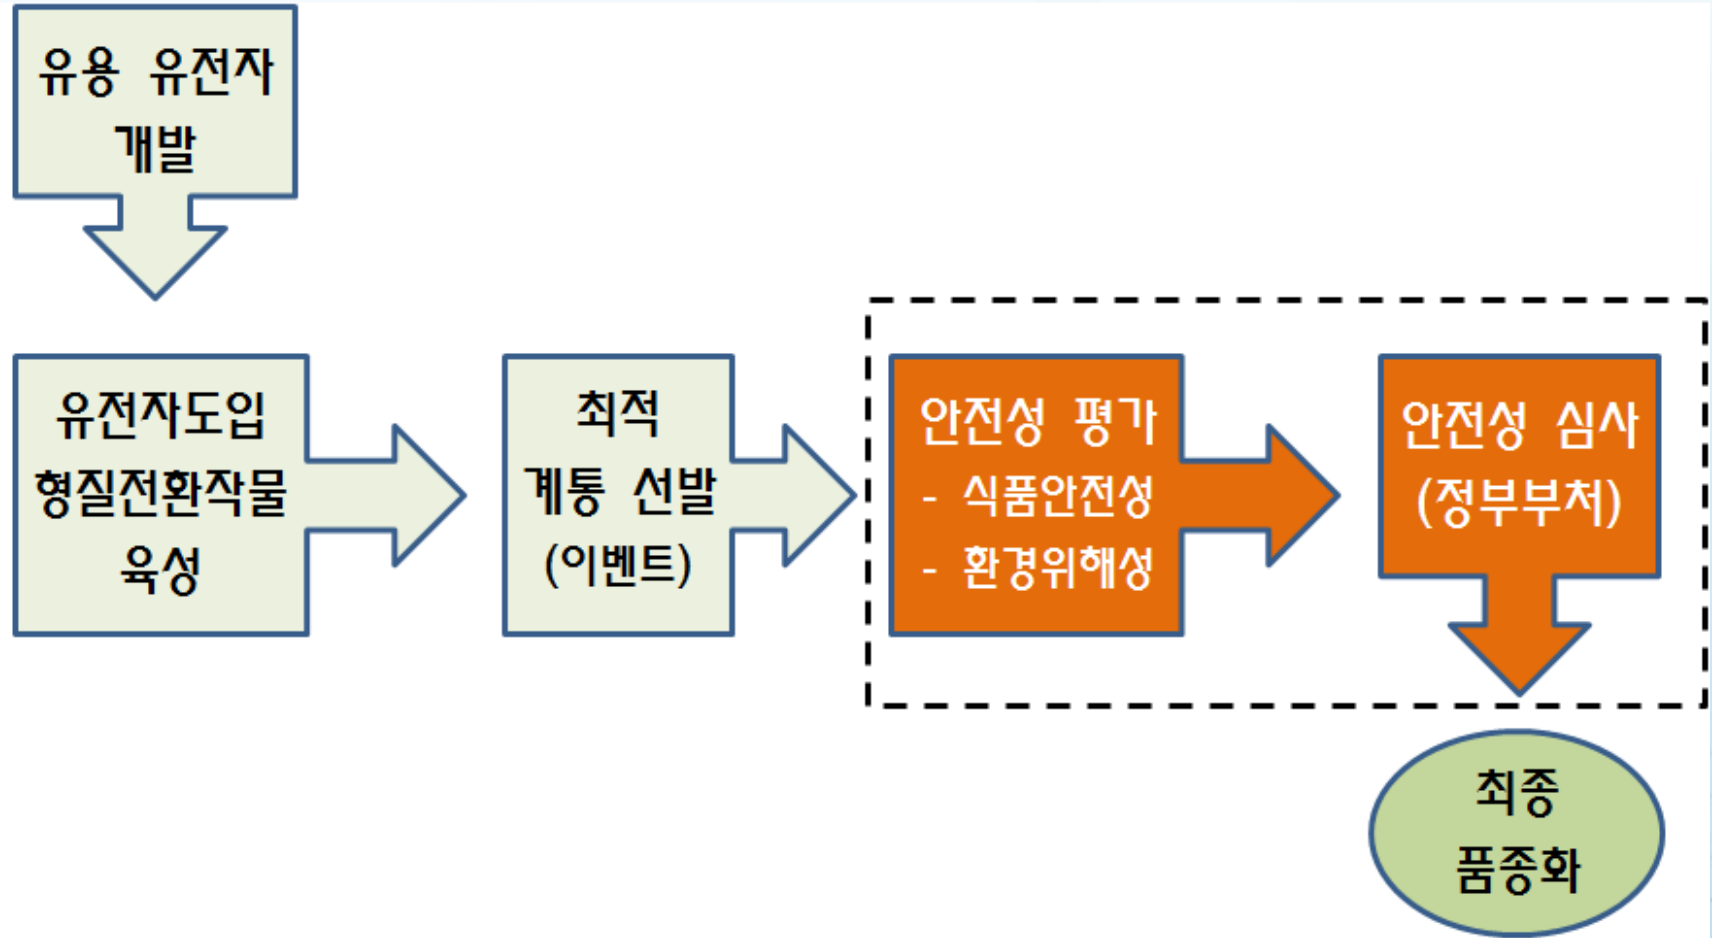 유용 유전자
개발
유전자도입
형질전환작물
육성
최적
계통 선발
(이벤트)
안전성 평가
- 식품안전성
- 환경위해성
안전성 심사
(정부부처)
최종
품종화